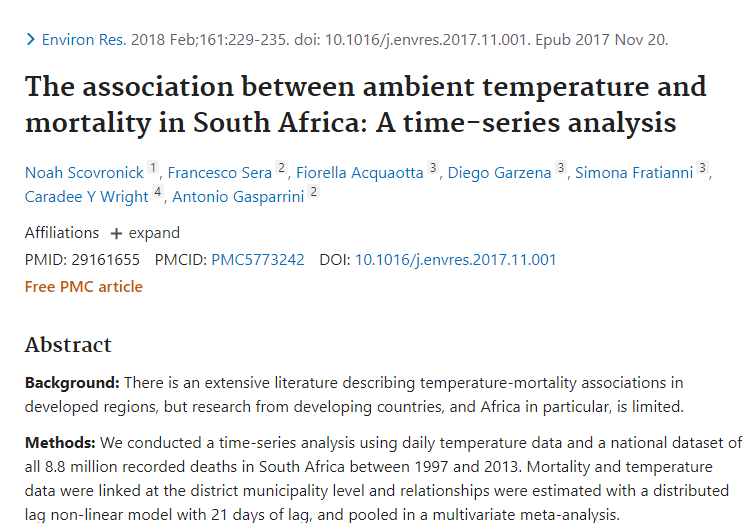 > Environ Res. 2018 Feb;161:229-235. doi: 10.1016/j.envres.2017.11.001. Epub 2017 Nov 20.
The association between ambient temperature and
mortality in South Africa: A time-series analysis
Noah Scovronick 1, Francesco Sera 2, Fiorella Acquaotta 3, Diego Garzena 3, Simona Fratianni 3,
Caradee Y Wright 4, Antonio Gasparrini 2
Affiliations + expand
PMID: 29161655 PMCID: PMC5773242 DOI: 10.1016/j.envres.2017.11.001
Free PMC article
Abstract
Background: There is an extensive literature describing temperature-mortality associations in
developed regions, but research from developing countries, and Africa in particular, is limited.
Methods: We conducted a time-series analysis using daily temperature data and a national dataset of
all 8.8 million recorded deaths in South Africa between 1997 and 2013. Mortality and temperature
data were linked at the district municipality level and relationships were estimated with a distributed
lag non-linear model with 21 days of lag, and pooled in a multivariate meta-analysis.